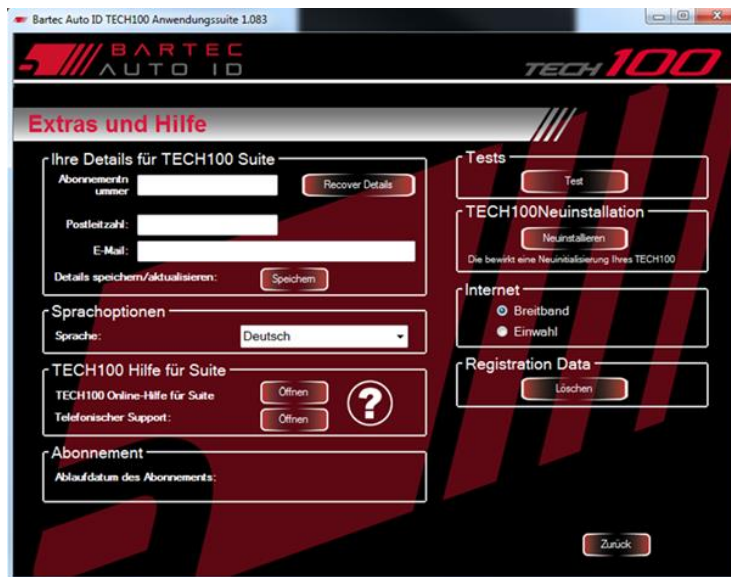 Bartec Auto ID TECH100 Anwendungssuite 1.083
BARTEC
AUTO ID
TECH100
Extras und Hilfe
Ihre Details für TECH100 Suite
Abonnementn
ummer
Recover Details
Postleitzahl:
E-Mail:
Details speichern/aktualisieren:
Speichern
Sprachoptionen
Sprache:
Deutsch
TECH100 Hilfe für Suite
TECH100 Online-Hilfe für Suite
Öffnen
Telefonischer Support:
Öffnen
?
Abonnement
Ablaufdatum des Abonnements:
Tests
Test
TECH100Neuinstallation
Neuinstallieren
Die bewirkt eine Neuinitialisierung Ihres TECH100
Internet
Breitband
Einwahl
Registration Data
Löschen
Zurück